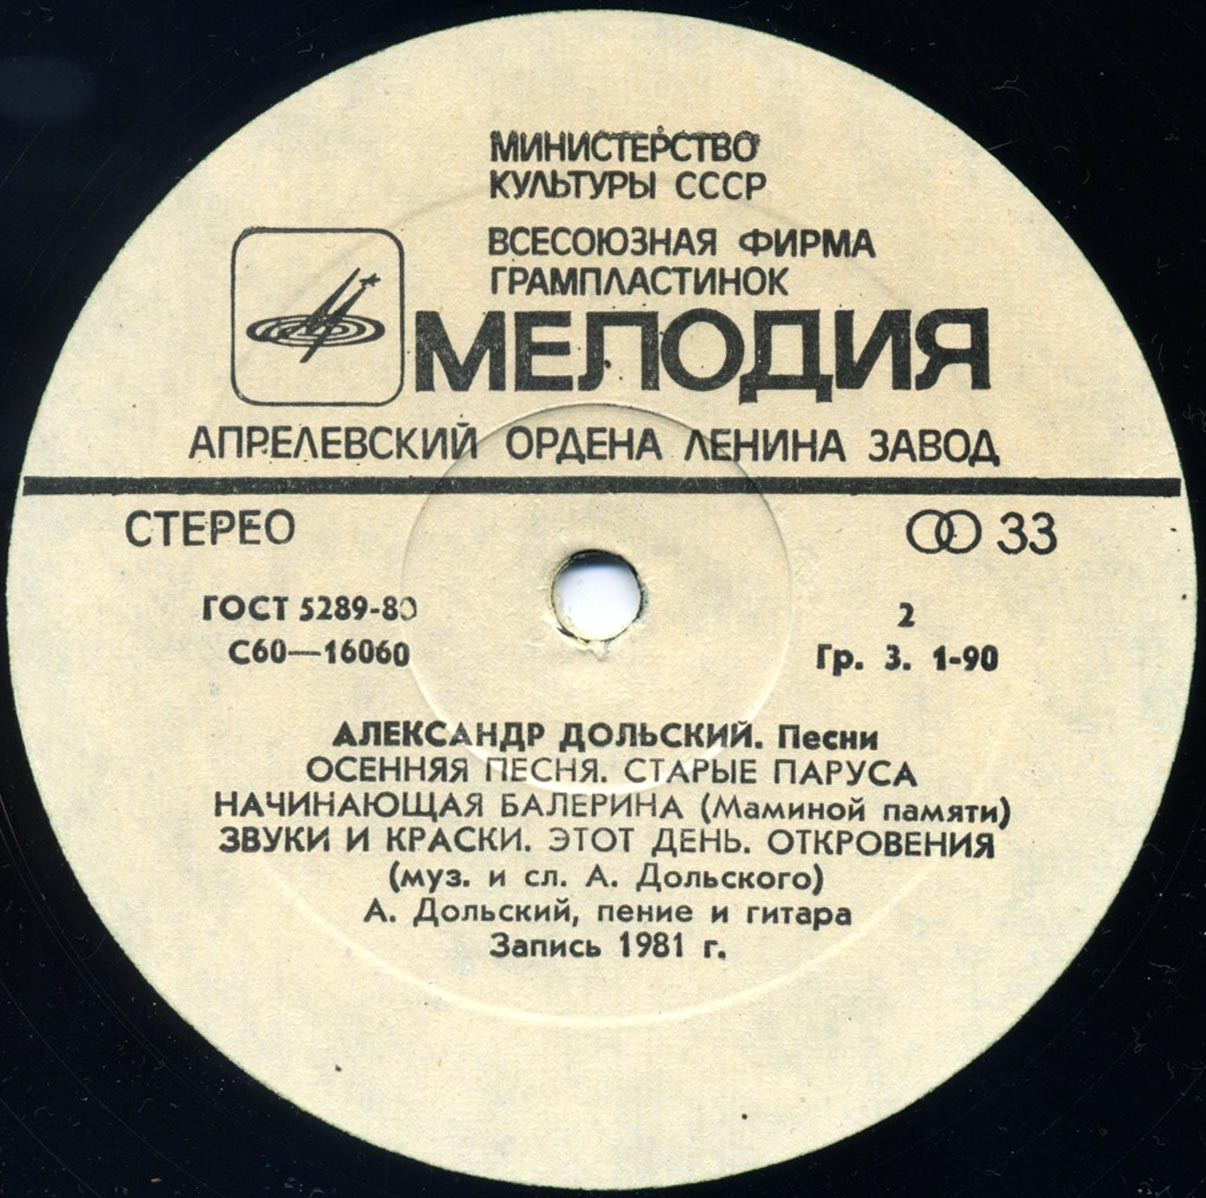 МИНИСТЕРСТВО
КУЛЬТУРЫ СССР
ВСЕСОЮЗНАЯ ФИРМА
ГРАМПЛАСТИНОК
МЕЛОДИЯ
АПРЕЛЕВСКИЙ ОРДЕНА ЛЕНИНА ЗАВОД
СТЕРЕО 33
ГОСТ 5289-80 2
С60—16060 Гр. 3. 1-90
АЛЕКСАНДР ДОЛЬСКИЙ. Песни
ОСЕННЯЯ ПЕСНЯ. СТАРЫЕ ПАРУСА
НАЧИНАЮЩАЯ БАЛЕРИНА (Маминой памяти)
ЗВУКИ И КРАСКИ. ЭТОТ ДЕНЬ. ОТКРОВЕНИЯ
(муз. и сл. А. Дольского)
А. Дольский, пение и гитара
Запись 1981 г.